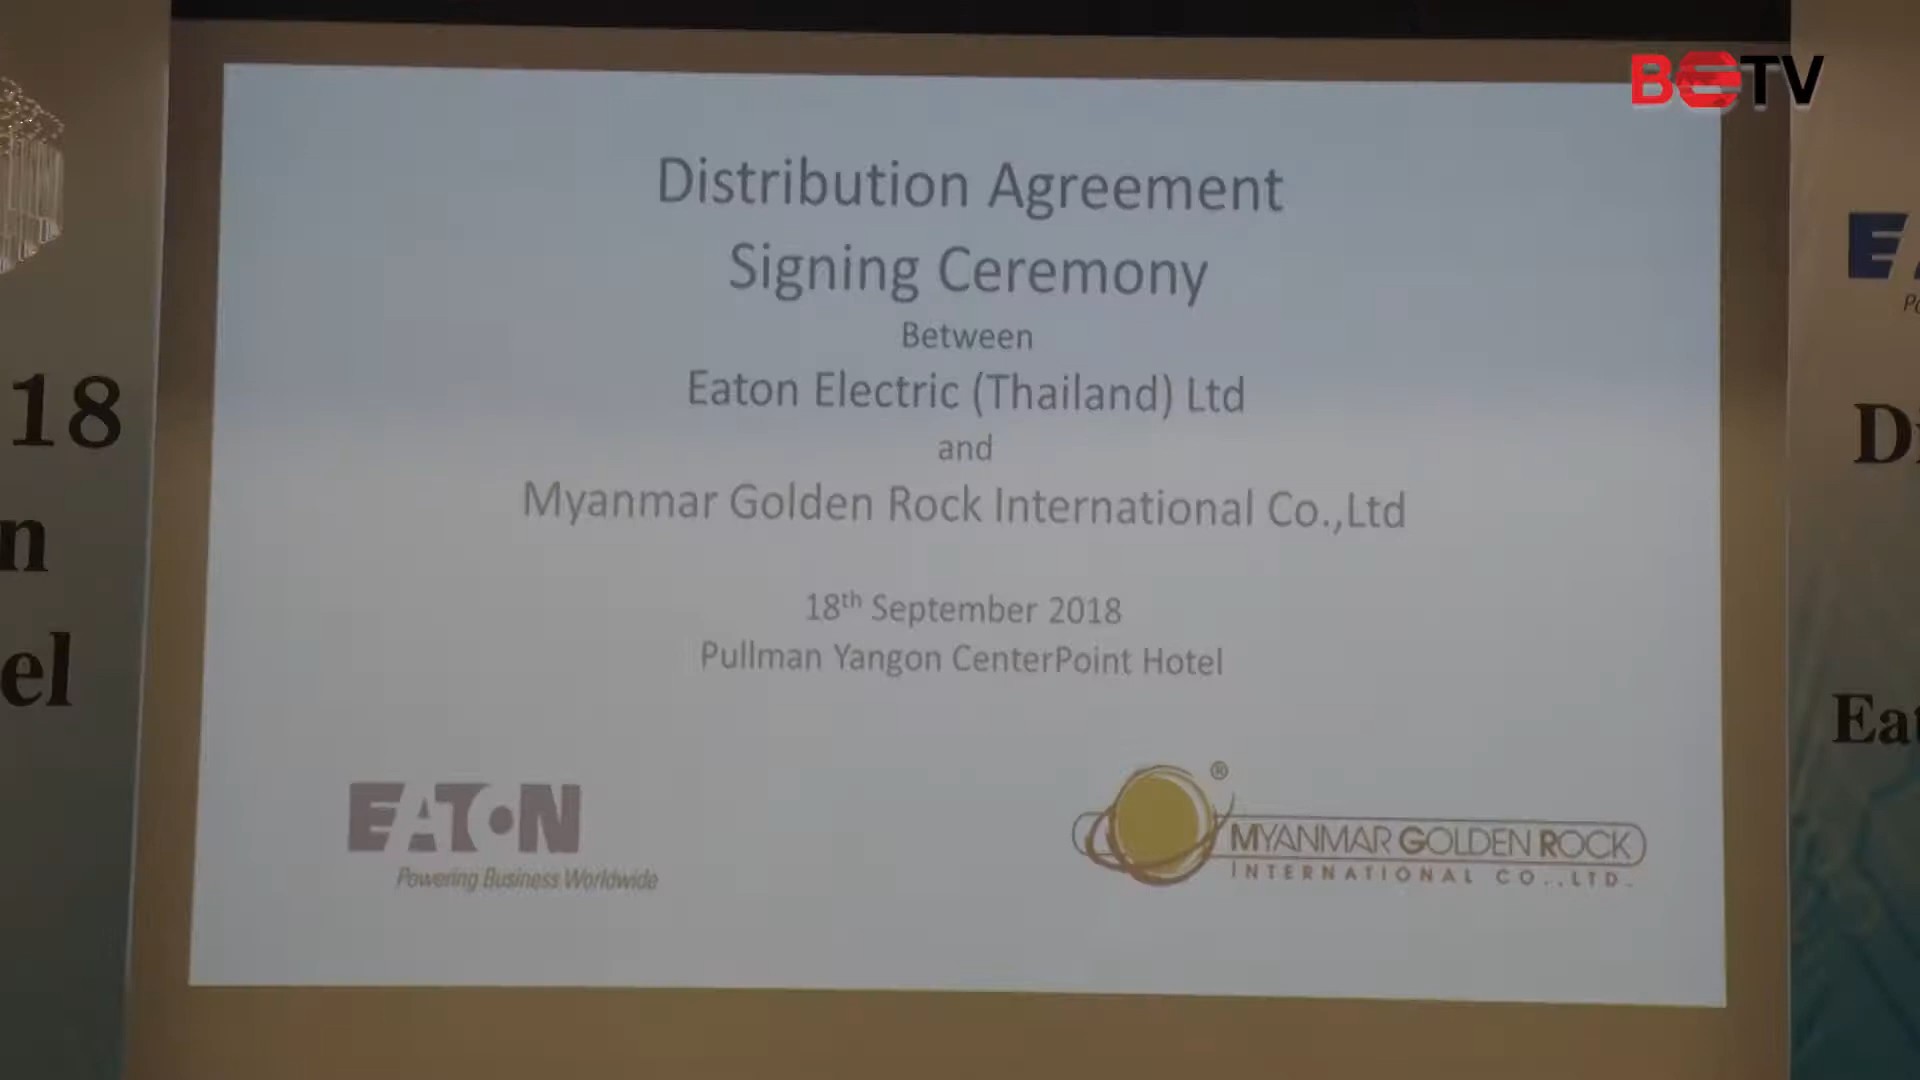 BETV
Distribution Agreement
Signing Ceremony
Between
Eaton Electric (Thailand) Ltd
and
Myanmar Golden Rock International Co.,Ltd
18th September 2018
Pullman Yangon CenterPoint Hotel
EATON
Powering Business Worldwide
®
MYANMAR GOLDEN ROCK
INTERNATIONAL CO.,LTD.
18
n
el